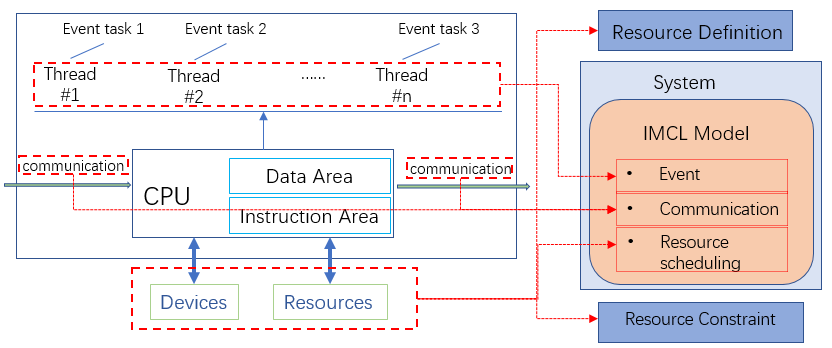 Event task 1
Event task 2
Event task 3
Thread
#1
Thread
#2
......
Thread
#n
communication
CPU
Data Area
Instruction Area
communication
Devices
Resources
Resource Definition
System
IMCL Model
• Event
• Communication
• Resource
scheduling
Resource Constraint